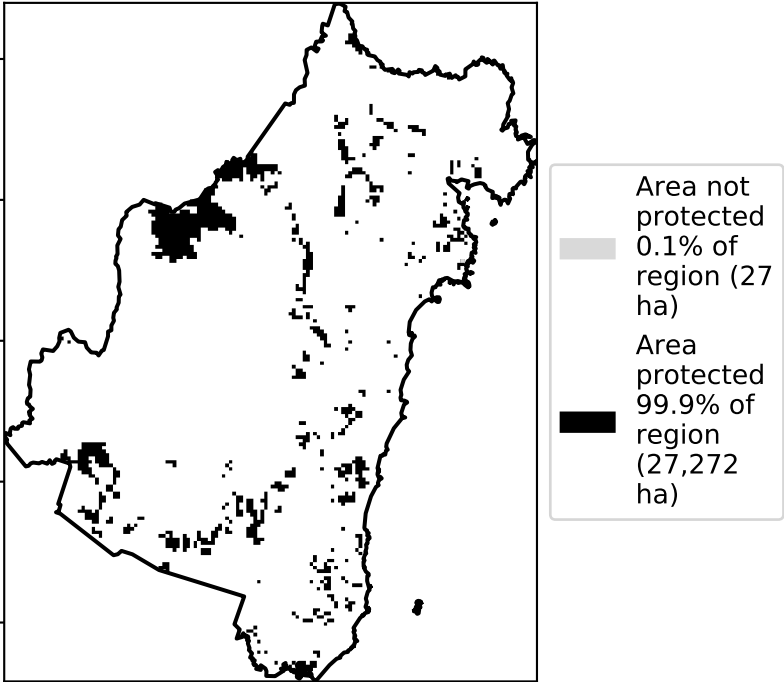 Area not
protected
0.1% of
region (27
ha)
Area
protected
99.9% of
region
(27,272
ha)